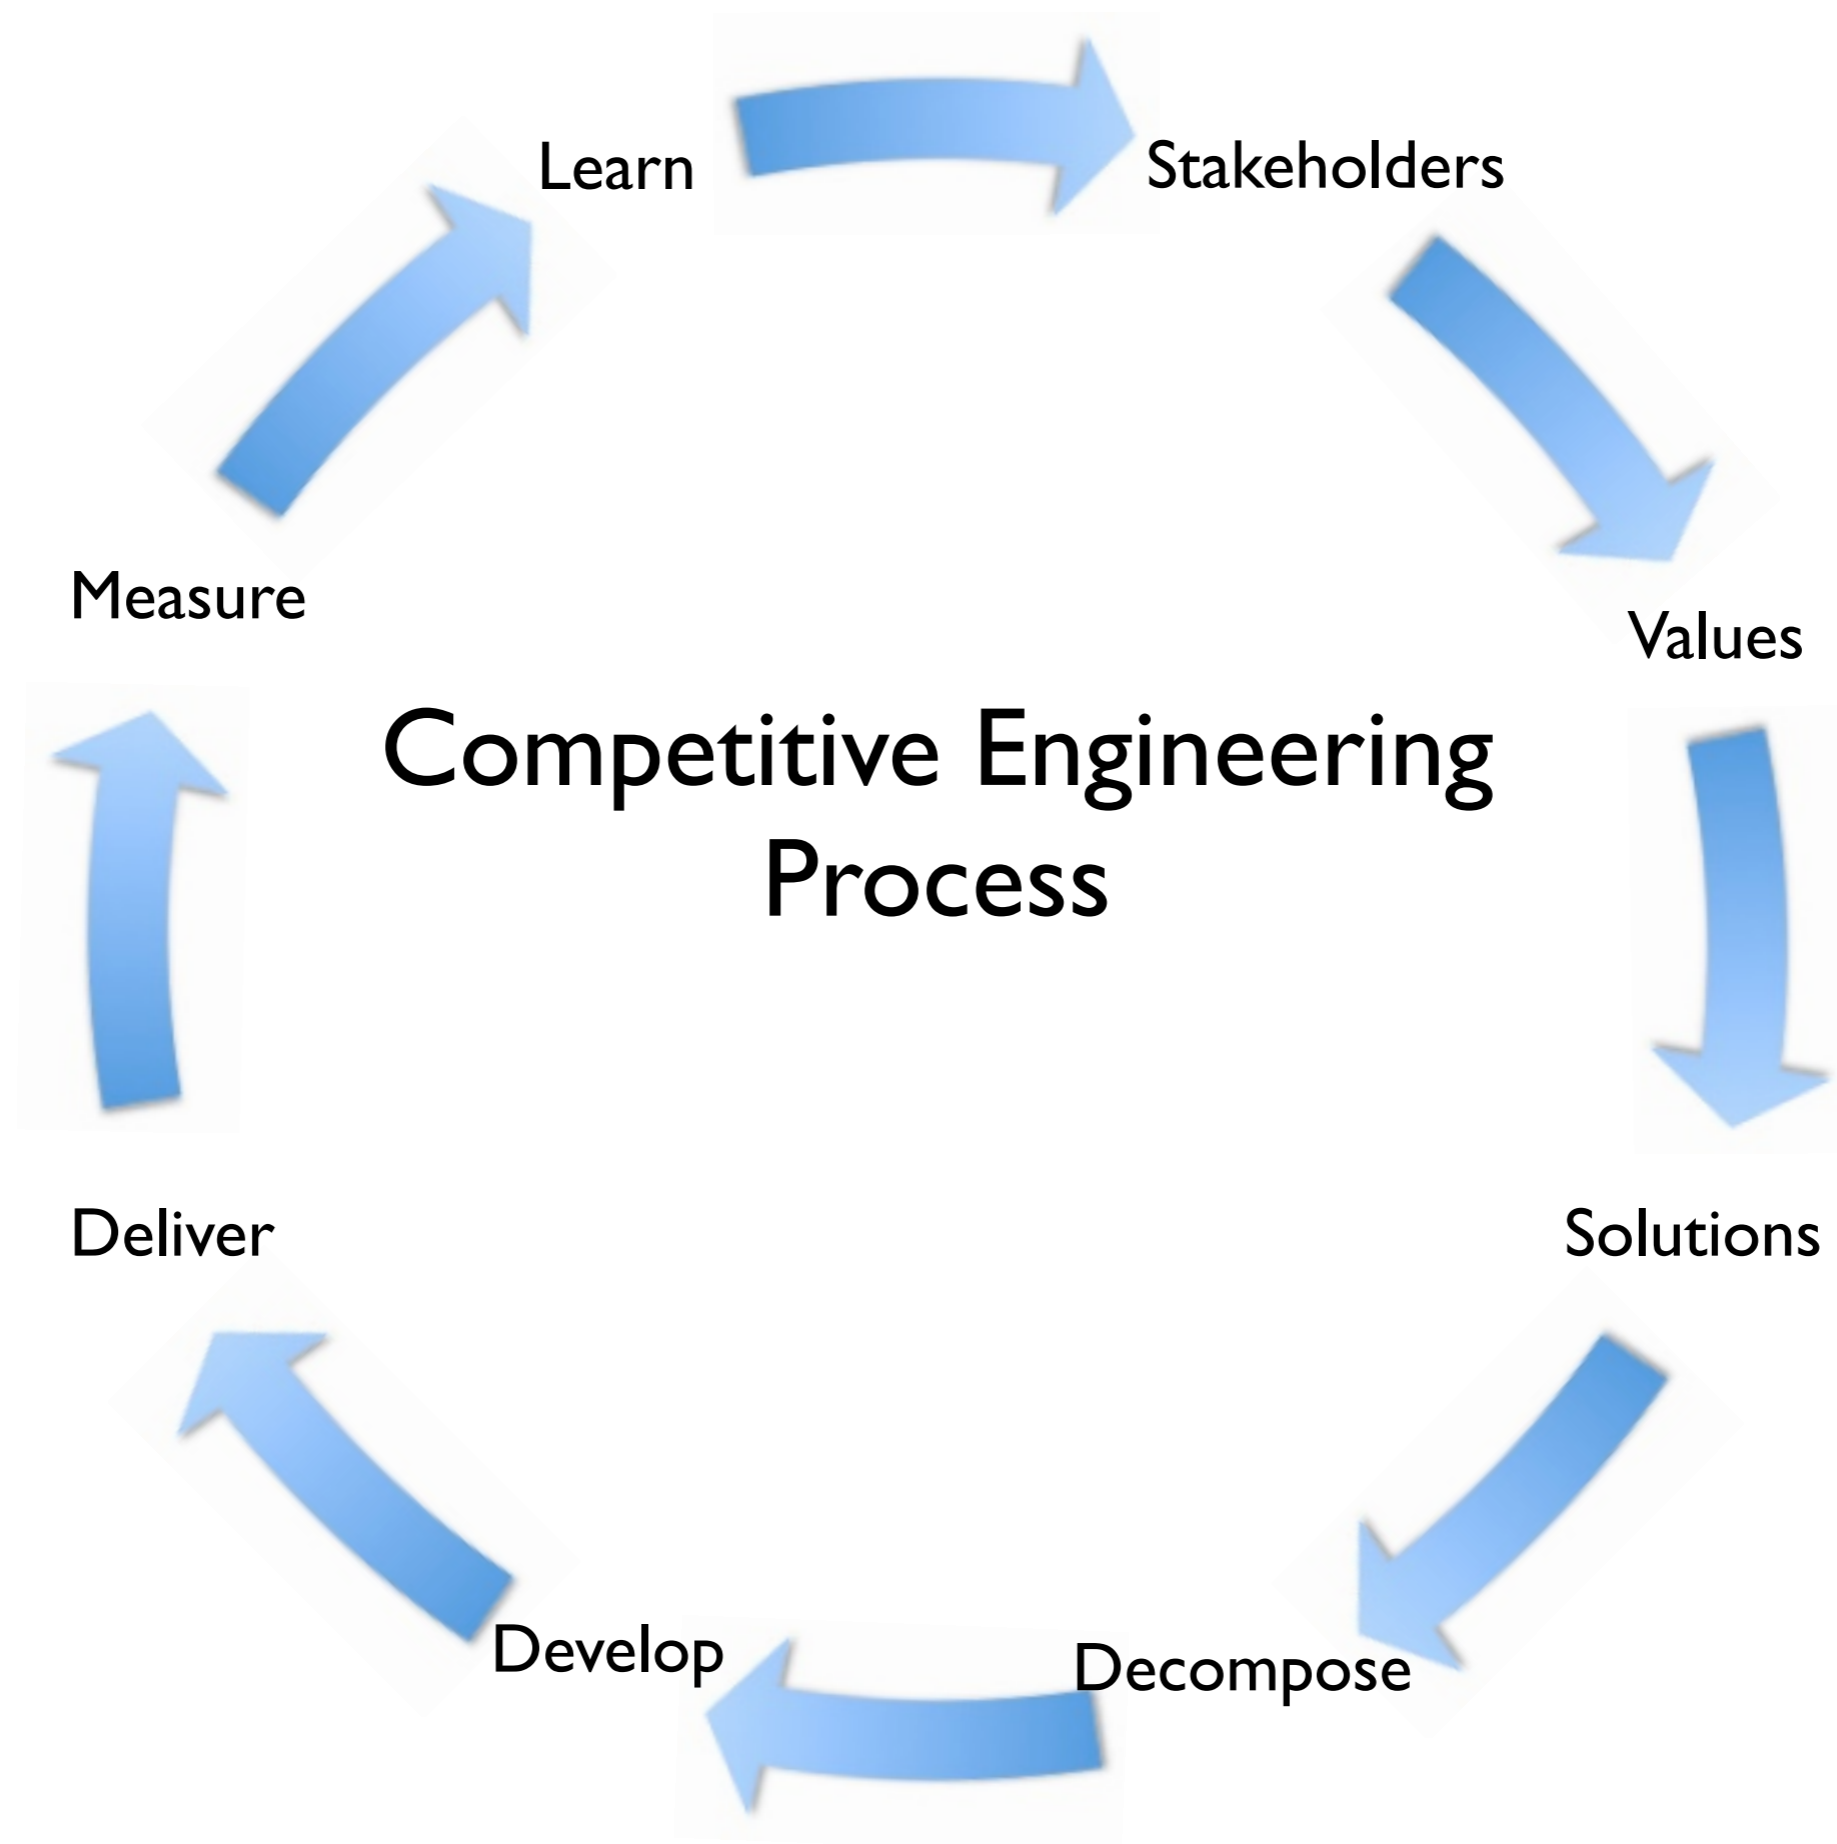 Learn
Stakeholders
Measure
Values
Competitive Engineering
Process
Deliver
Solutions
Develop
Decompose